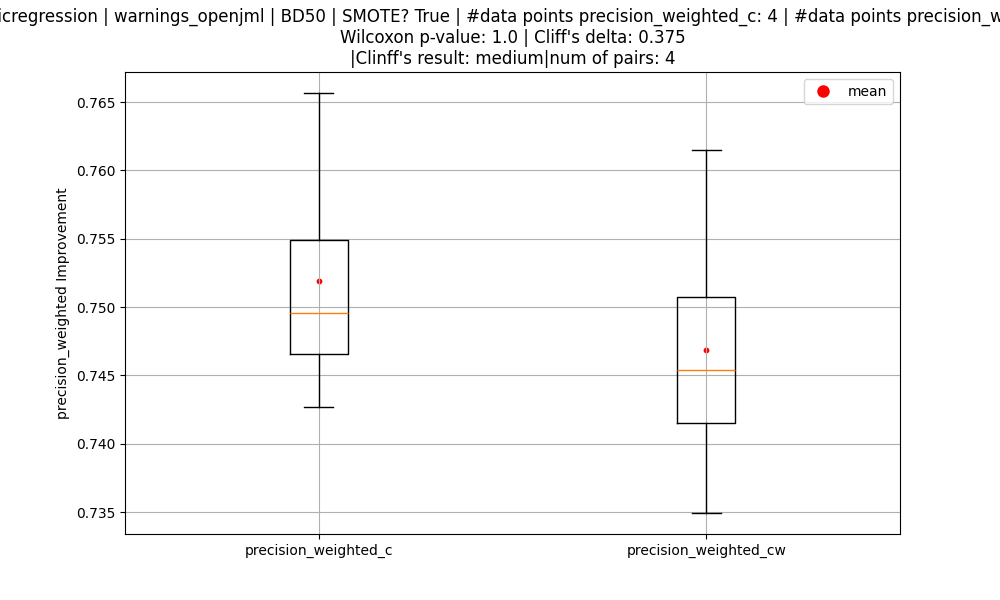 icregression | warnings_openjml | BD50 | SMOTE? True | #data points precision_weighted_c: 4 | #data points precision_w
Wilcoxon p-value: 1.0 | Cliff's delta: 0.375
|Clinff's result: medium|num of pairs: 4
mean
0.765
0.760
0.755
0.750
0.745
0.740
0.735
precision_weighted Improvement
precision_weighted_c
precision_weighted_cw